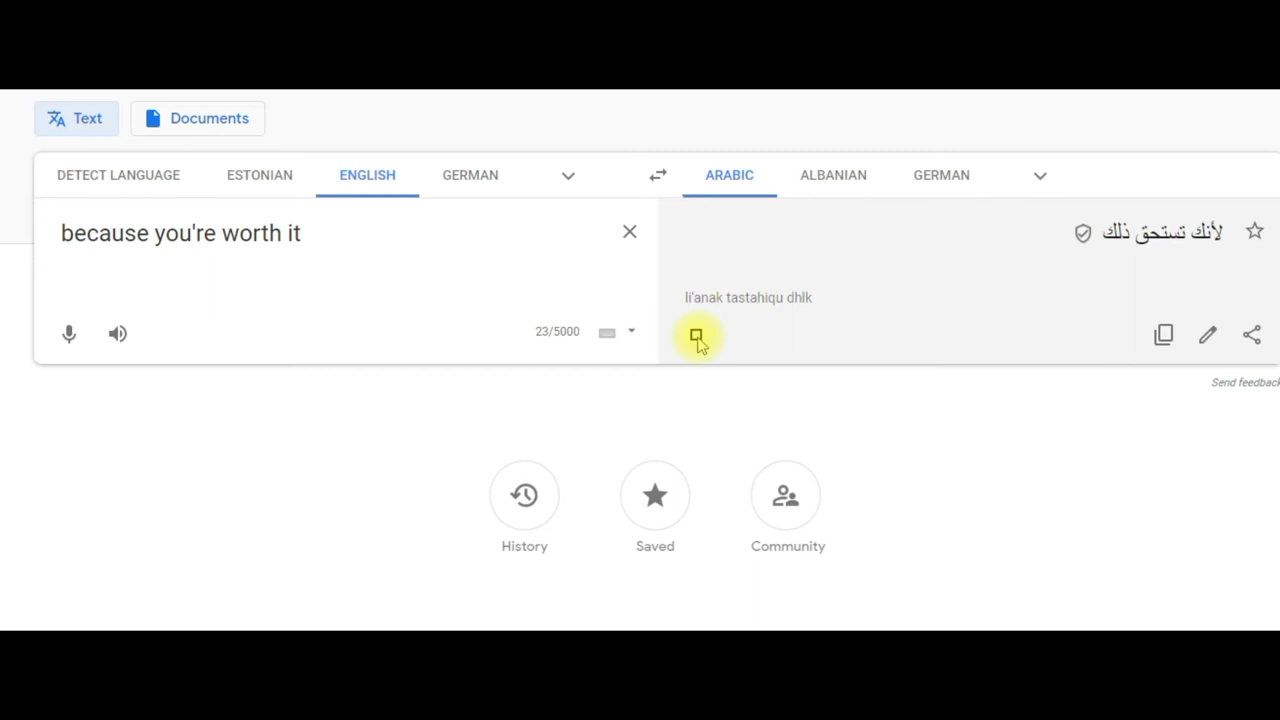 Text
Documents
DETECT LANGUAGE
ESTONIAN
ENGLISH
GERMAN
ARABIC
ALBANIAN
GERMAN
because you're worth it
لأنك تستحق ذلك
li'anak tastahiqu dhlk
23/5000
Send feedback
History
Saved
Community